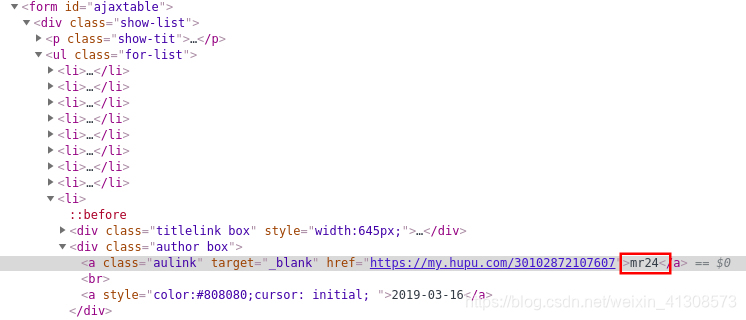 <form id="ajaxtable">
<div class="show-list">
<p class="show-tit">…</p>
<ul class="for-list">
<li>…</li>
<li>…</li>
<li>…</li>
<li>…</li>
<li>…</li>
<li>…</li>
<li>…</li>
<li>…</li>
<li>
::before
<div class="titlelink box" style="width:645px;">…</div>
<div class="author box">
<a class="aulink" target="_blank" href="https://my.hupu.com/30102872107607">mr24</a> == $0
<br>
<a style="color:#808080;cursor: initial; ">2019-03-16</a>
</div>
https://blog.csdn.net/weixin_41308573